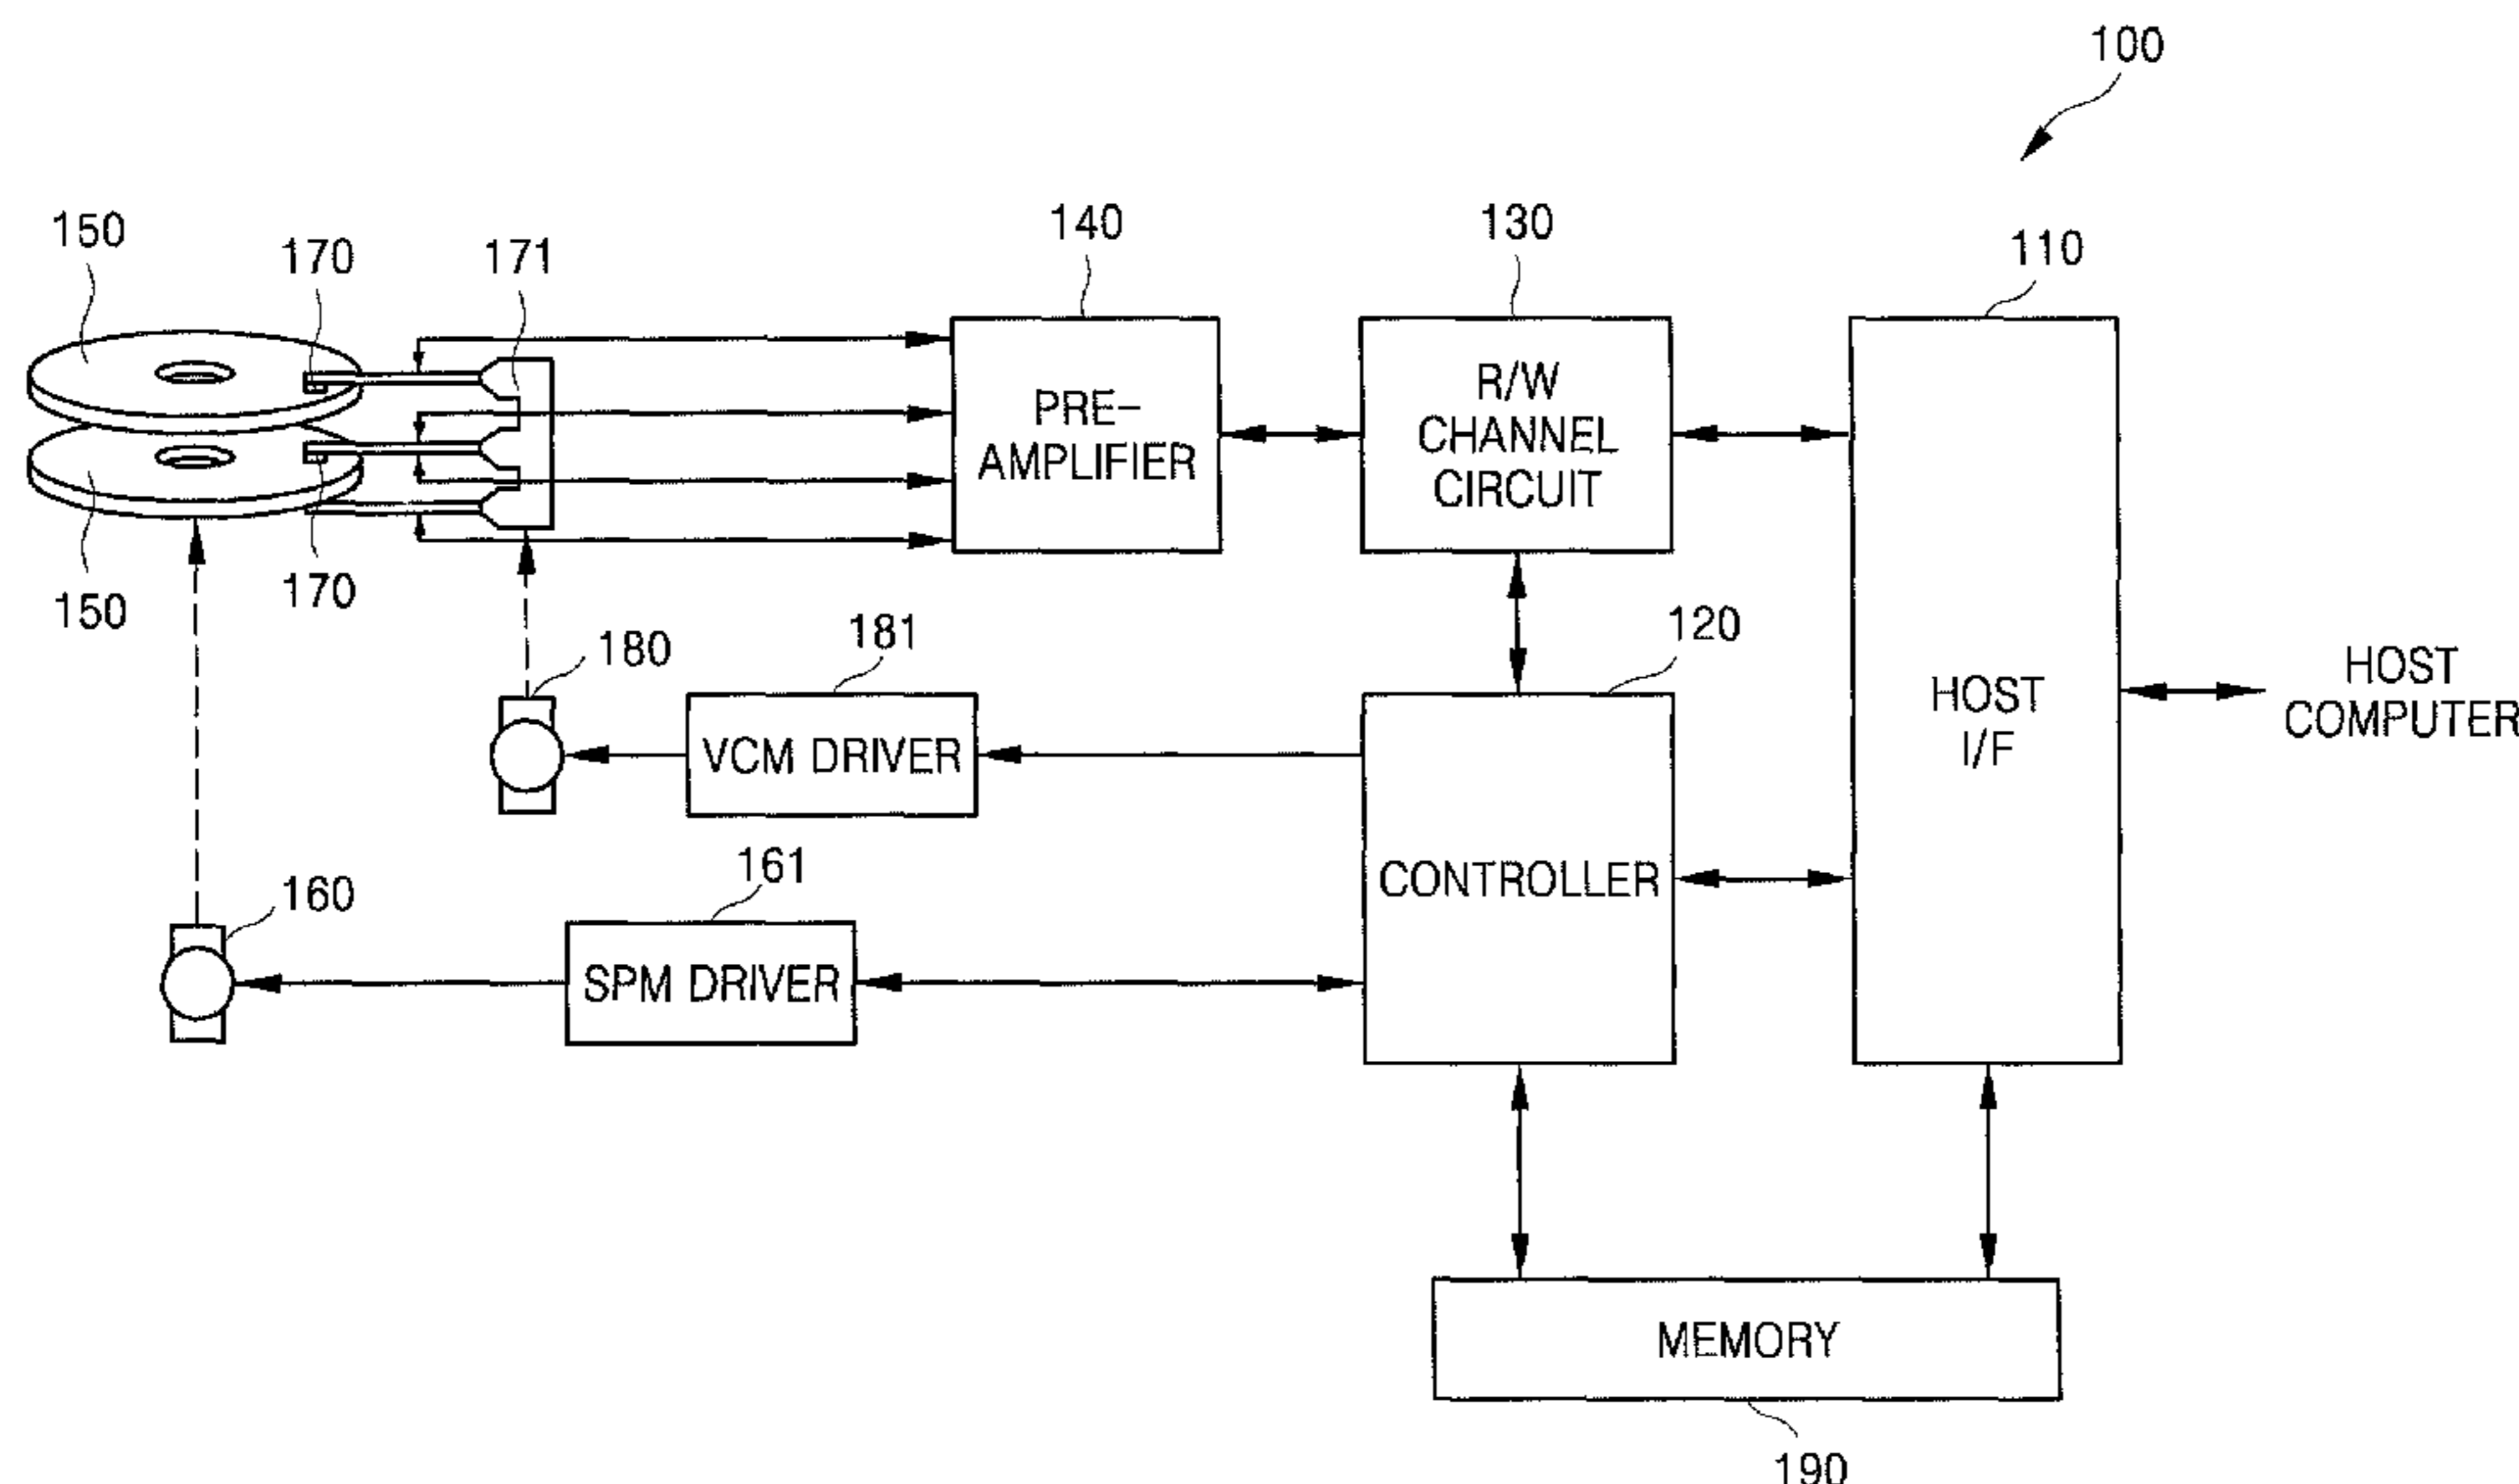 100
150
170
171
140
130
110
PRE-
AMPLIFIER
R/W
CHANNEL
CIRCUIT
150
170
180
181
120
HOST
I/F
HOST
COMPUTER
VCM DRIVER
160
161
CONTROLLER
SPM DRIVER
MEMORY
190